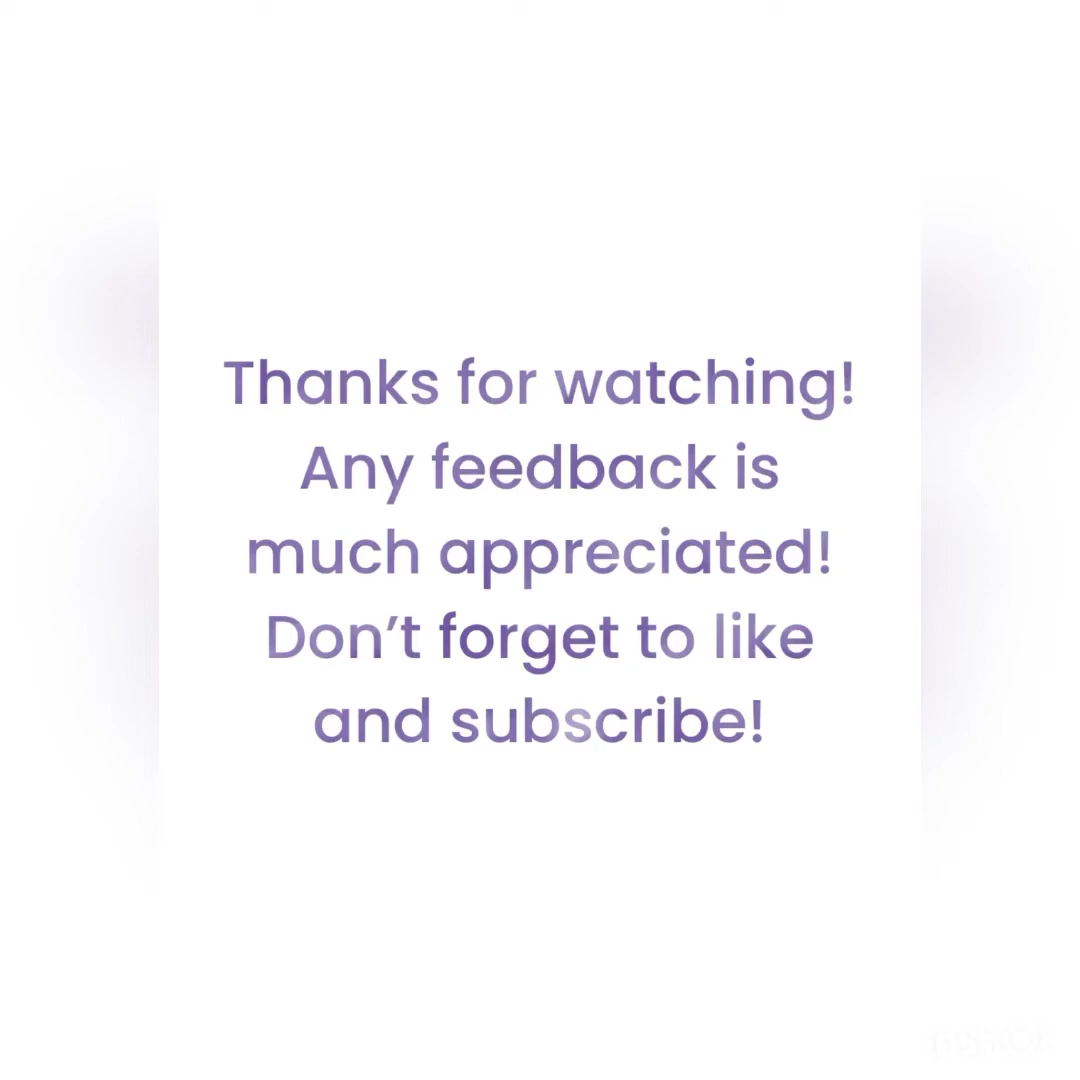 Thanks for watching!
Any feedback is
much appreciated!
Don’t forget to like
and subscribe!